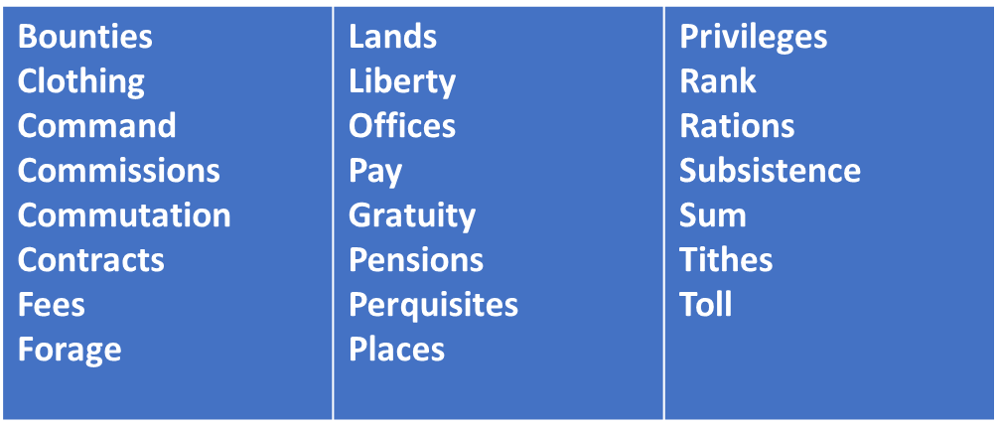 Bounties
Clothing
Command
Commissions
Commutation
Contracts
Fees
Forage
Lands
Liberty
Offices
Pay
Gratuity
Pensions
Perquisites
Places
Privileges
Rank
Rations
Subsistence
Sum
Tithes
Toll